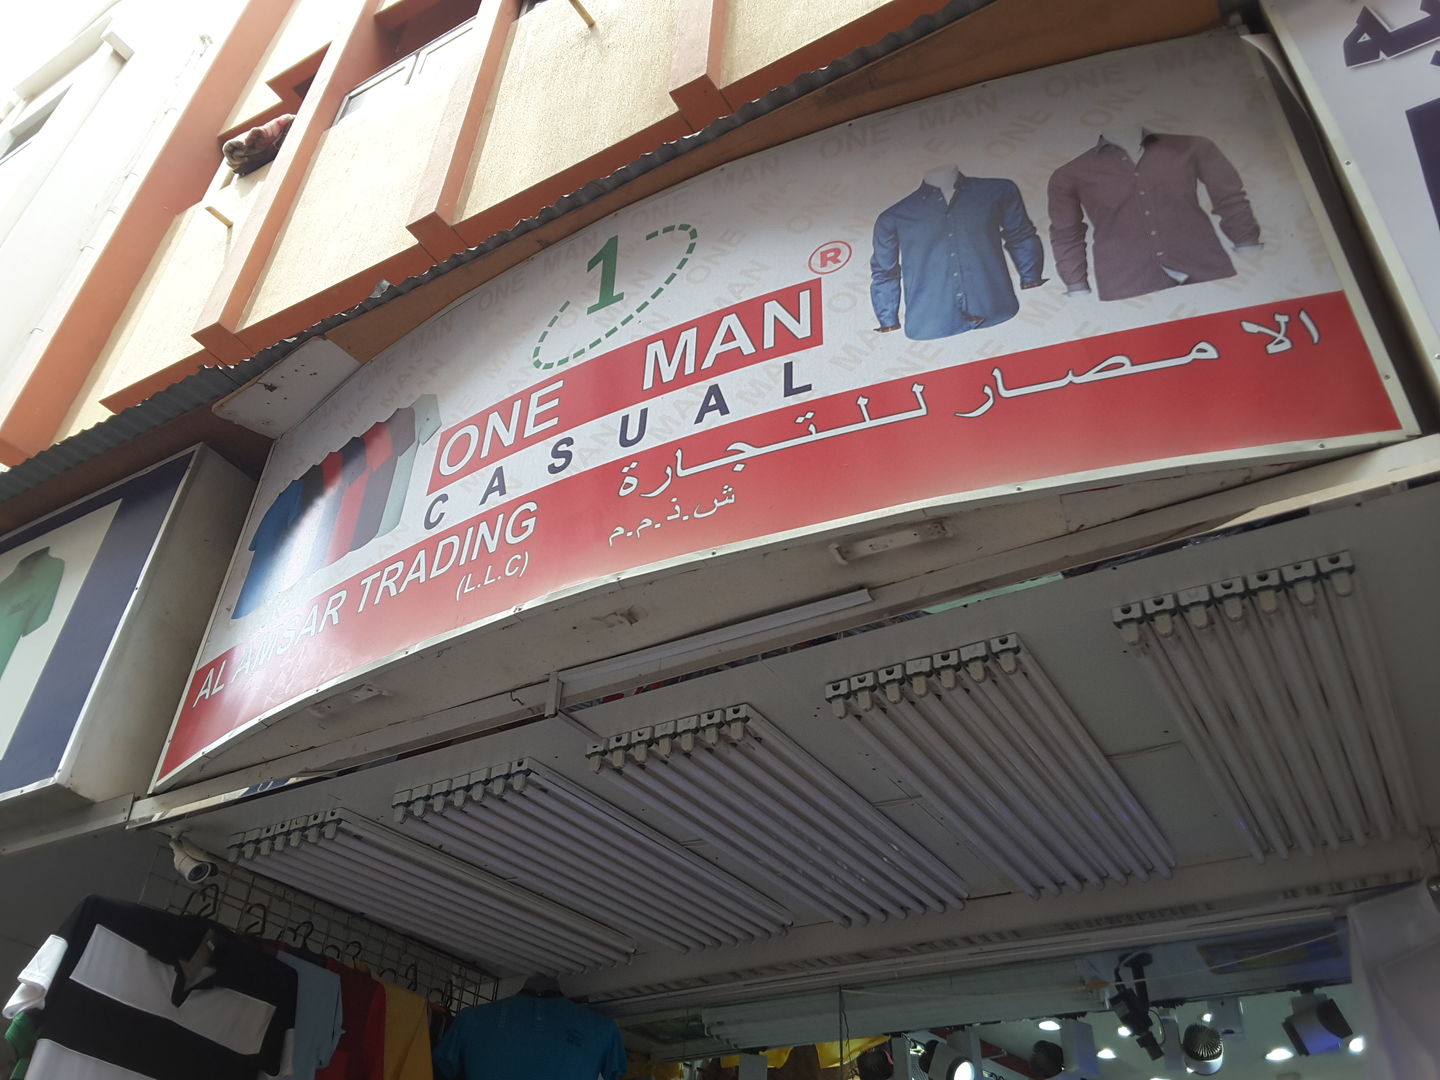 1
ONE MAN ®
CASUAL
الامصار للتجارة
ش.ذ.م.م
AL AMSAR TRADING
(L.L.C)